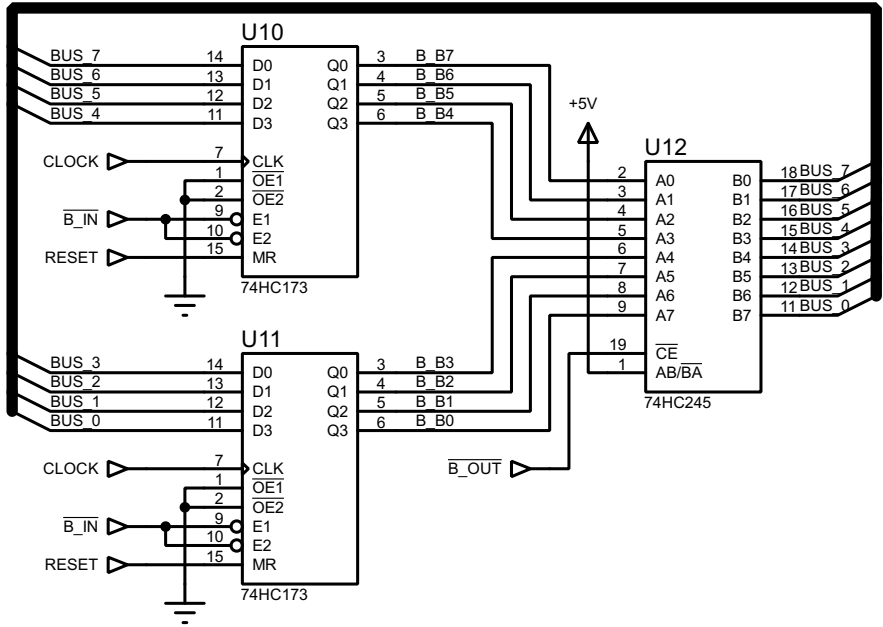 U10
BUS_7 14 D0 Q0 3 B_B7
BUS_6 13 D1 Q1 4 B_B6
BUS_5 12 D2 Q2 5 B_B5
BUS_4 11 D3 Q3 6 B_B4
CLOCK 7 CLK
1 OE1
2 OE2
B_IN 9 E1
10 E2
RESET 15 MR
74HC173
U11
BUS_3 14 D0 Q0 3 B_B3
BUS_2 13 D1 Q1 4 B_B2
BUS_1 12 D2 Q2 5 B_B1
BUS_0 11 D3 Q3 6 B_B0
CLOCK 7 CLK
1 OE1
2 OE2
B_IN 9 E1
10 E2
RESET 15 MR
74HC173
+5V
U12
2 A0 B0 18 BUS_7
3 A1 B1 17 BUS_6
4 A2 B2 16 BUS_5
5 A3 B3 15 BUS_4
6 A4 B4 14 BUS_3
7 A5 B5 13 BUS_2
8 A6 B6 12 BUS_1
9 A7 B7 11 BUS_0
19 CE
1 AB/BA
74HC245
B_OUT